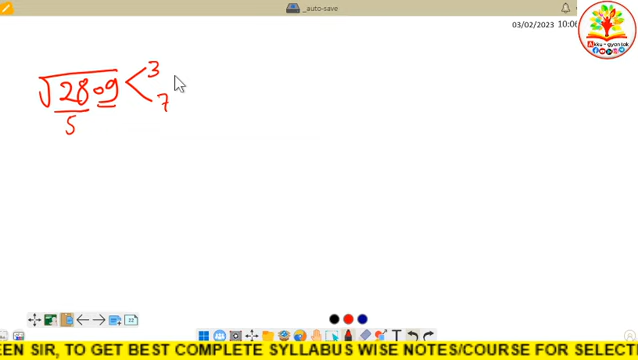 _auto-save
03/02/2023 10:06
√2809 < 3
7
5
T
EEN SIR, TO GET BEST COMPLETE SYLLABUS WISE NOTES/COURSE FOR SELECT